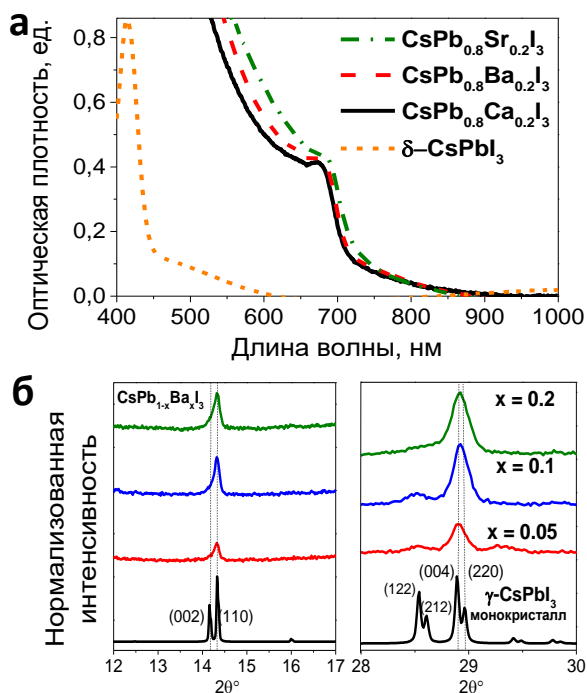 а
Оптическая плотность, ед.
0,8
0,6
0,4
0,2
0,0
CsPb0.8Sr0.2I3
CsPb0.8Ba0.2I3
CsPb0.8Ca0.2I3
δ–CsPbI3
400 500 600 700 800 900 1000
Длина волны, нм
б
Нормализованная
интенсивность
CsPb1-xBaxI3
(002)
(110)
12 13 14 15 16 17
2θ°
x = 0.2
x = 0.1
x = 0.05
(004)
(220)
(122)
(212)
γ-CsPbI3
монокристалл
28 29 30
2θ°